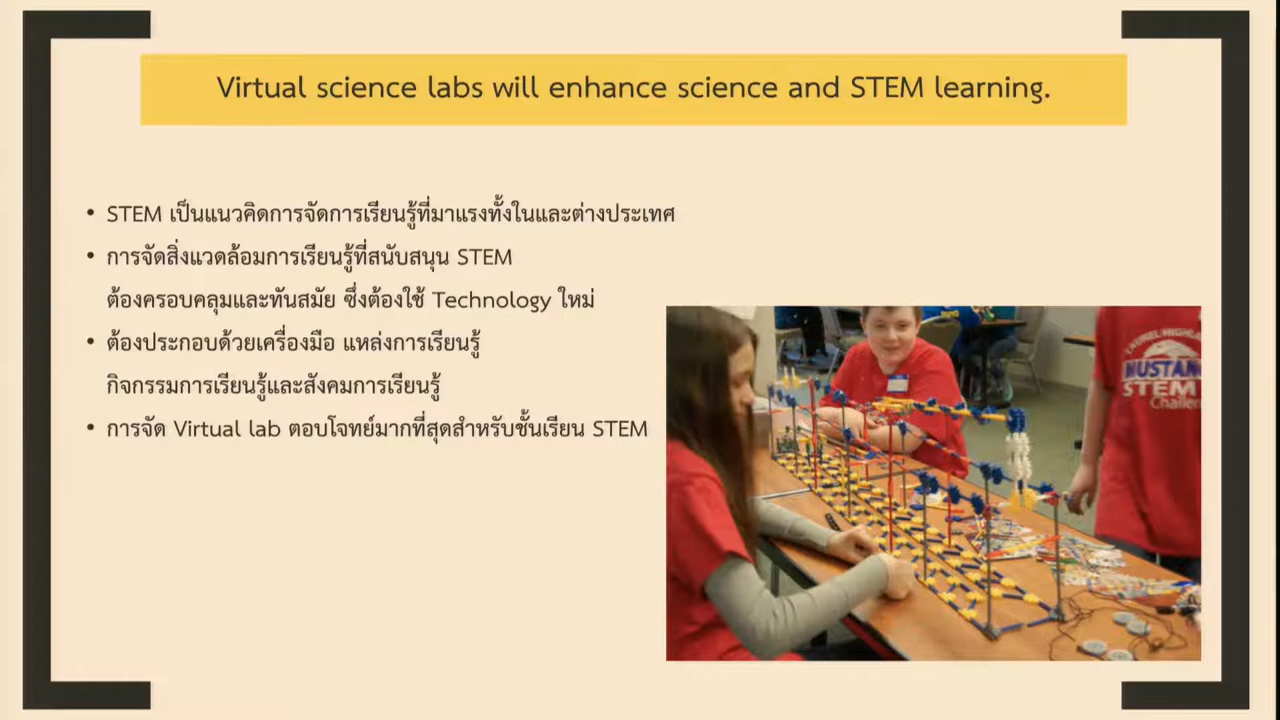 Virtual science labs will enhance science and STEM learning.
• STEM เป็นแนวคิดการจัดการเรียนรู้ที่มาแรงทั้งในและต่างประเทศ
• การจัดสิ่งแวดล้อมการเรียนรู้ที่สนับสนุน STEM
ต้องครอบคลุมและทันสมัย ซึ่งต้องใช้ Technology ใหม่
• ต้องประกอบด้วยเครื่องมือ แหล่งการเรียนรู้
กิจกรรมการเรียนรู้และสังคมการเรียนรู้
• การจัด Virtual lab ตอบโจทย์มากที่สุดสำหรับชั้นเรียน STEM
LAUREL
MUSTAN
STEM
Challen